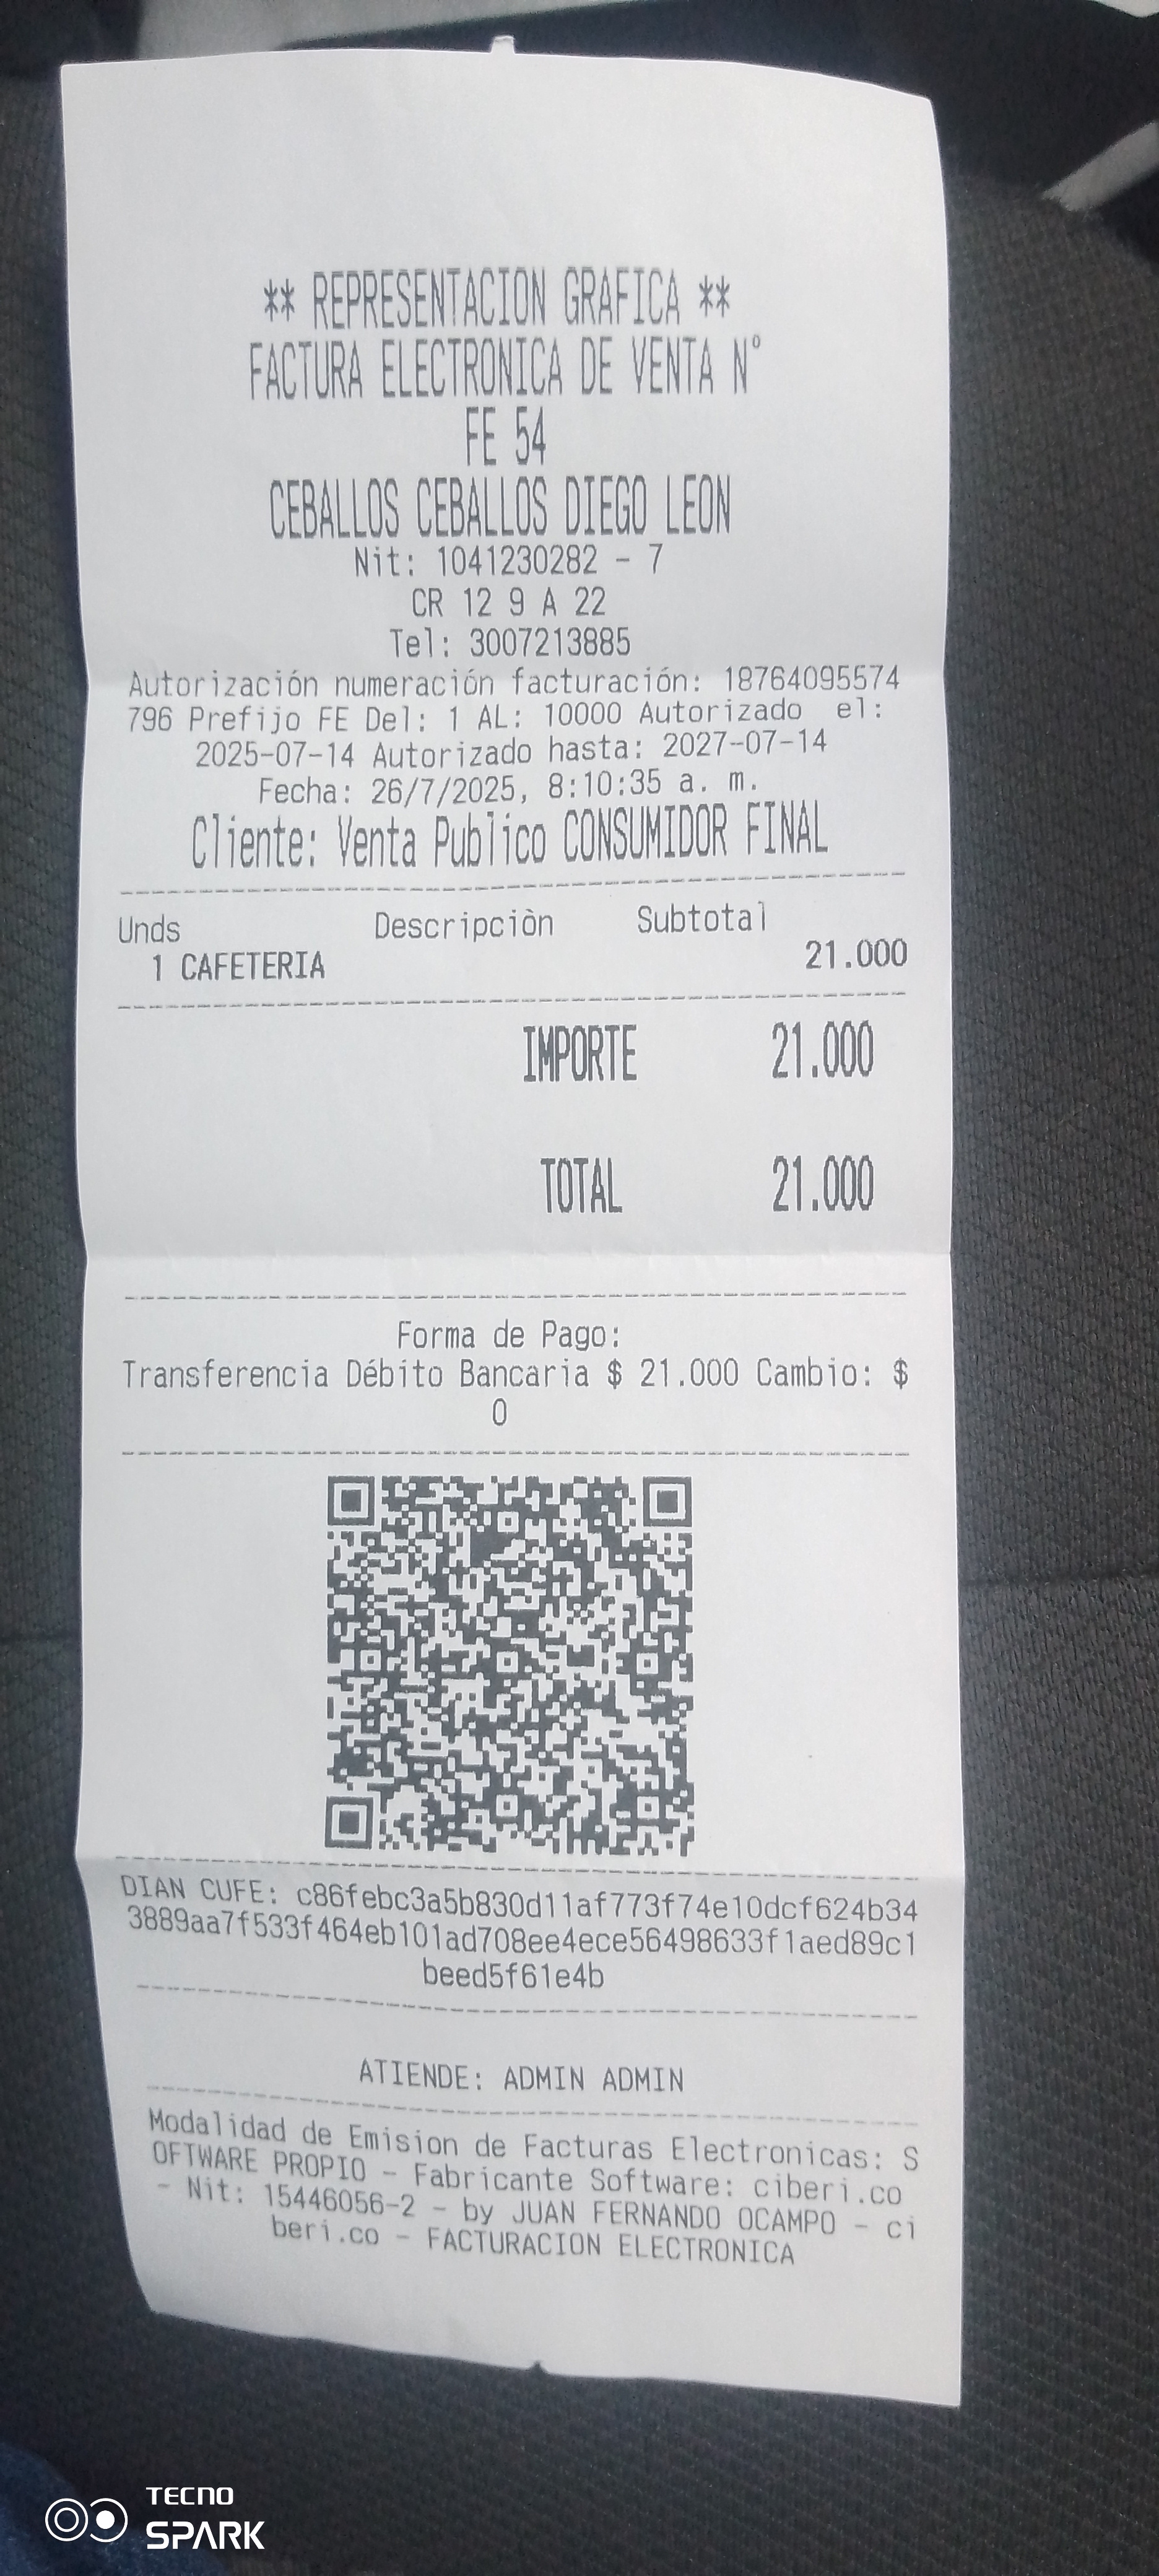 ** REPRESENTACION GRAFICA **
FACTURA ELECTRONICA DE VENTA N°
FE 54
CEBALLOS CEBALLOS DIEGO LEON
Nit: 1041230282 - 7
CR 12 9 A 22
Tel: 3007213885
Autorización numeración facturación: 18764095574
796 Prefijo FE Del: 1 AL: 10000 Autorizado el:
2025-07-14 Autorizado hasta: 2027-07-14
Fecha: 26/7/2025, 8:10:35 a. m.
Cliente: Venta Publico CONSUMIDOR FINAL
Unds Descripciòn Subtotal
1 CAFETERIA 21.000
IMPORTE 21.000
TOTAL 21.000
Forma de Pago:
Transferencia Débito Bancaria $ 21.000 Cambio: $
0
DIAN CUFE: c86febc3a5b830d11af773f74e10dcf624b34
3889aa7f533f464eb101ad708ee4ece56498633f1aed89c1
beed5f61e4b
ATIENDE: ADMIN ADMIN
Modalidad de Emision de Facturas Electronicas: S
OFTWARE PROPIO - Fabricante Software: ciberi.co
- Nit: 15446056-2 - by JUAN FERNANDO OCAMPO - ci
beri.co - FACTURACION ELECTRONICA
TECNO
SPARK